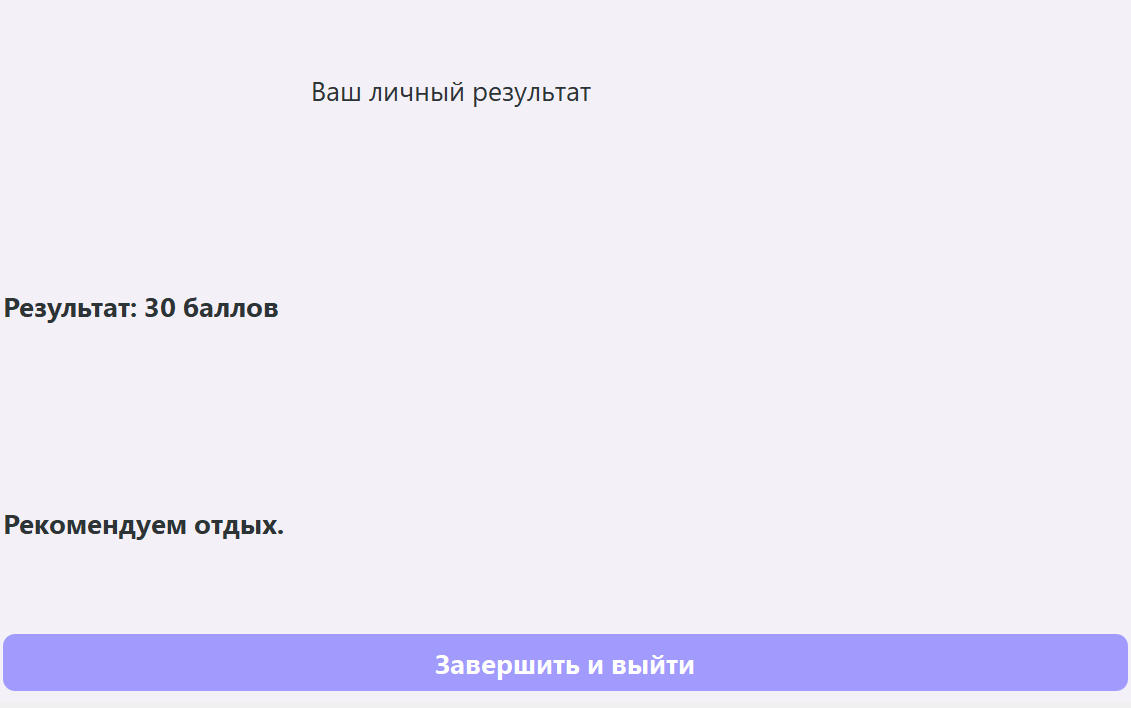 Ваш личный результат
Результат: 30 баллов
Рекомендуем отдых.
Завершить и выйти